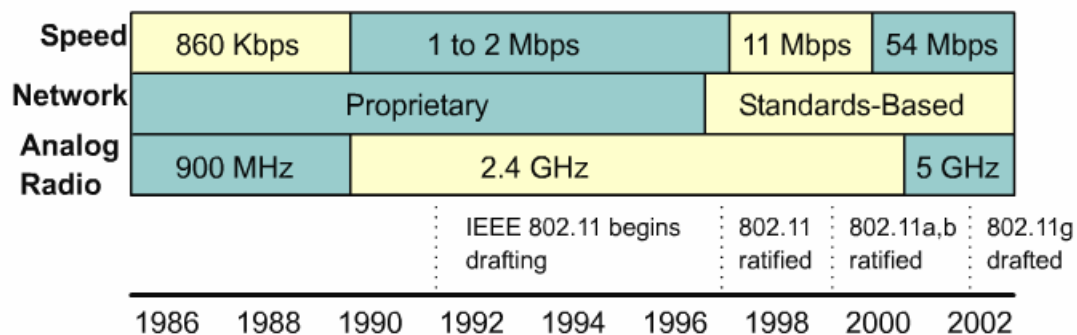 Speed 860 Kbps 1 to 2 Mbps 11 Mbps 54 Mbps
Network Proprietary Standards-Based
Analog
Radio 900 MHz 2.4 GHz 5 GHz
IEEE 802.11 begins 802.11 802.11a,b 802.11g
drafting ratified ratified drafted
1986 1988 1990 1992 1994 1996 1998 2000 2002